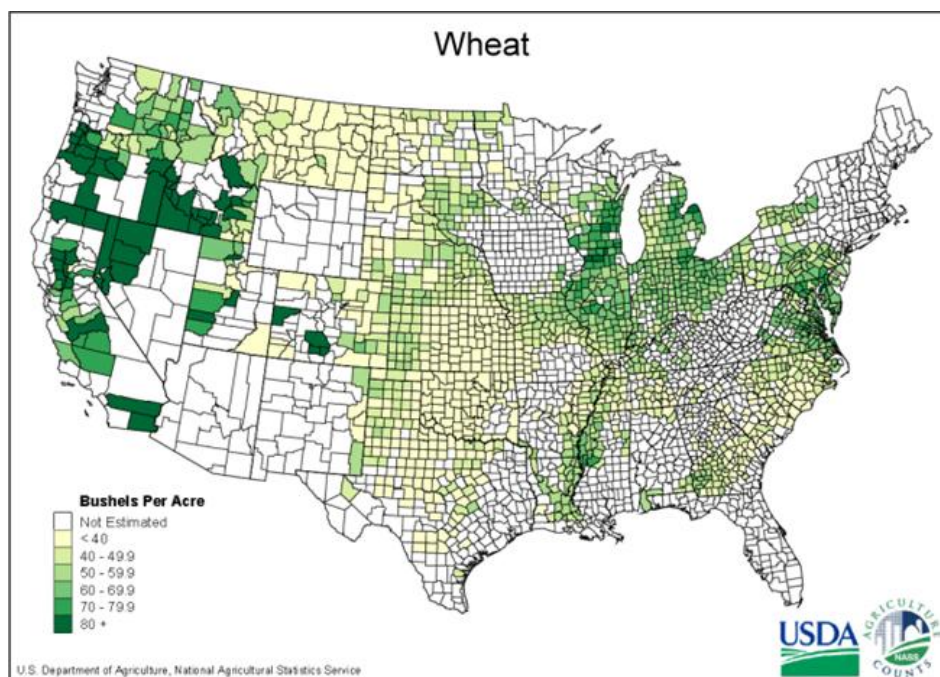 Wheat
Bushels Per Acre
Not Estimated
< 40
40 - 49.9
50 - 59.9
60 - 69.9
70 - 79.9
80 +
USDA
AGRICULTURE
NASS
COUNTS
U.S. Department of Agriculture, National Agricultural Statistics Service